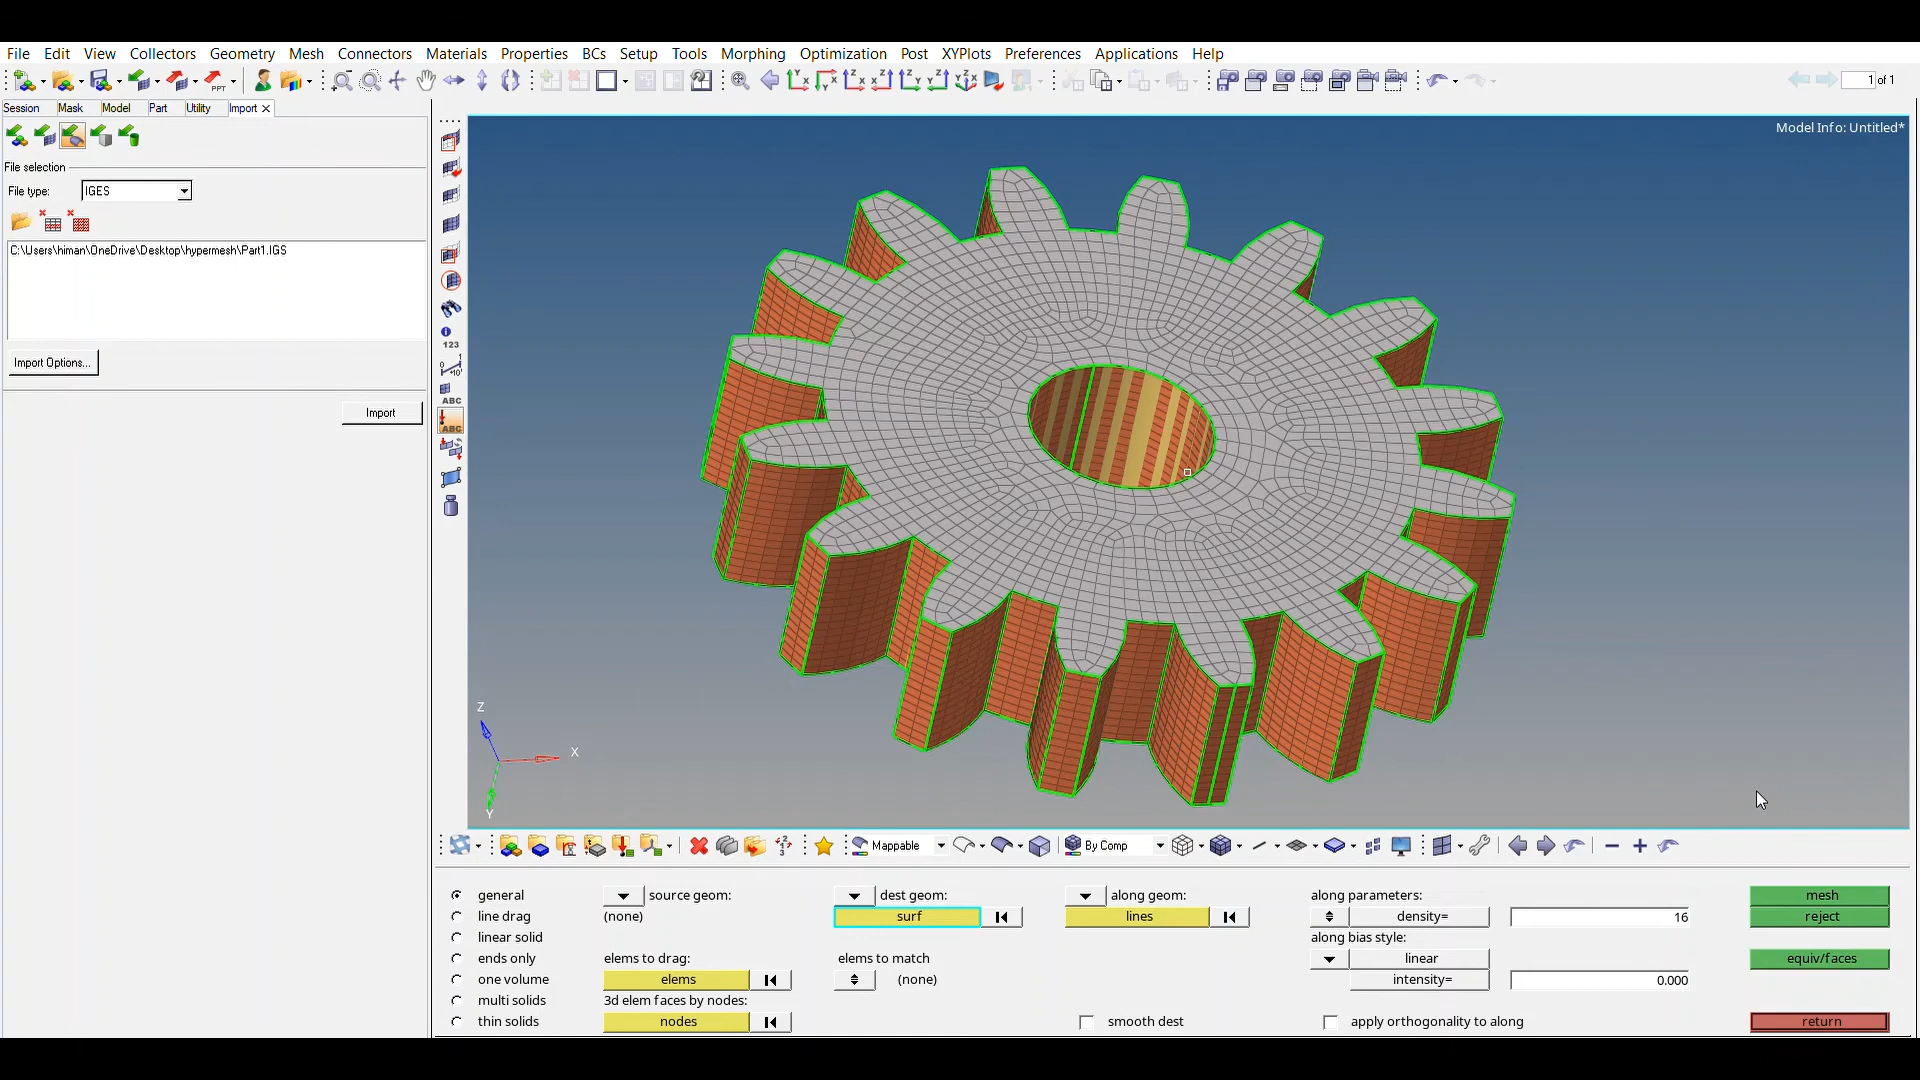 File Edit View Collectors Geometry Mesh Connectors Materials Properties BCs Setup Tools Morphing Optimization Post XYPlots Preferences Applications Help
PPT
1 of 1
Session Mask Model Part Utility Import
Model Info: Untitled*
File selection
File type: IGES
C:\Users\himan\OneDrive\Desktop\hypermesh\Part1.IGS
Import Options...
Import
123
ABC
ABC
Z
X
Y
Mappable
By Comp
general source geom: dest geom: along geom: along parameters: mesh
line drag (none) surf lines density= 16 reject
linear solid along bias style:
ends only elems to drag: elems to match linear equiv/faces
one volume elems (none) intensity= 0.000
multi solids 3d elem faces by nodes:
thin solids nodes smooth dest apply orthogonality to along return